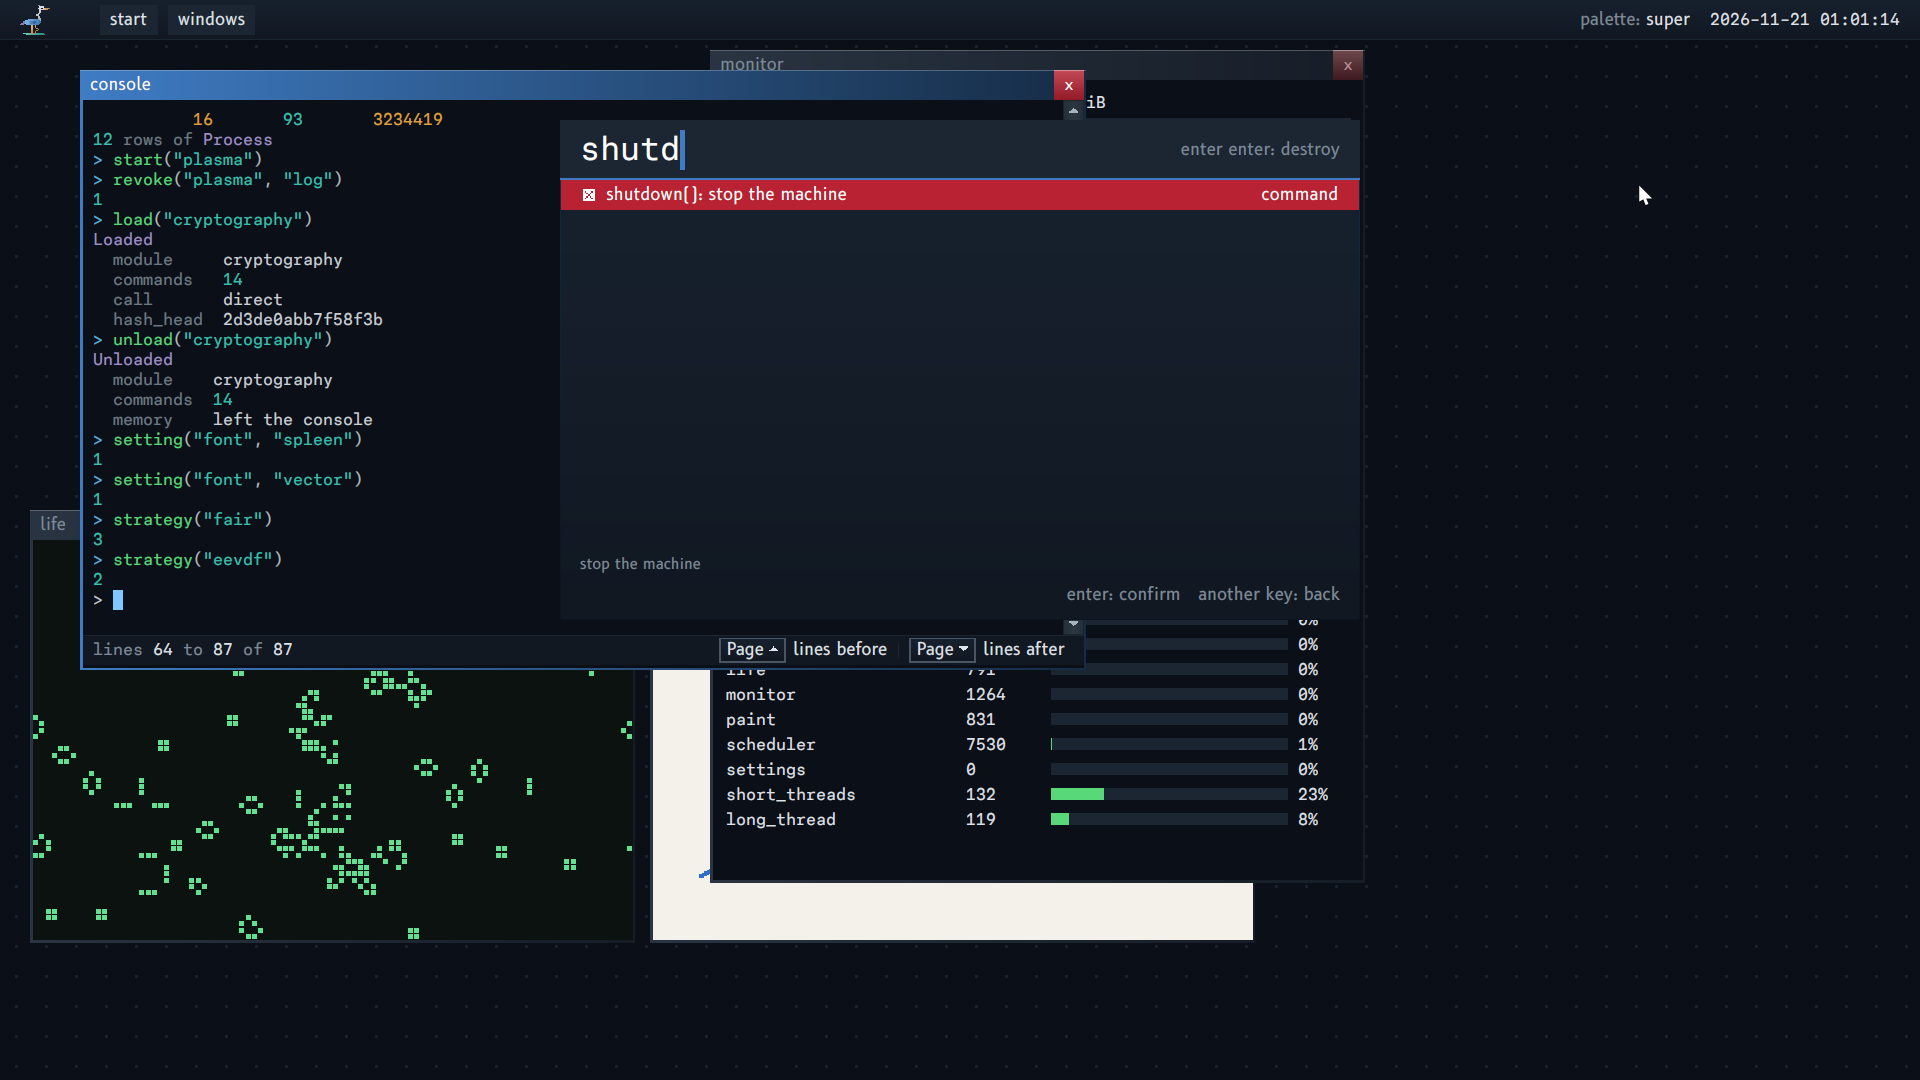 start windows palette: super 2026-11-21 01:01:14
monitor x
console x
iB
16 93 3234419
12 rows of Process
> start("plasma")
> revoke("plasma", "log")
1
> load("cryptography")
Loaded
module cryptography
commands 14
call direct
hash_head 2d3de0abb7f58f3b
> unload("cryptography")
Unloaded
module cryptography
commands 14
memory left the console
> setting("font", "spleen")
1
> setting("font", "vector")
1
> strategy("fair")
3
> strategy("eevdf")
2
>
lines 64 to 87 of 87 Page lines before Page lines after
shutd enter enter: destroy
shutdown[]: stop the machine command
stop the machine
enter: confirm another key: back
life
0%
0%
life 791 0%
monitor 1264 0%
paint 831 0%
scheduler 7530 1%
settings 0 0%
short_threads 132 23%
long_thread 119 8%